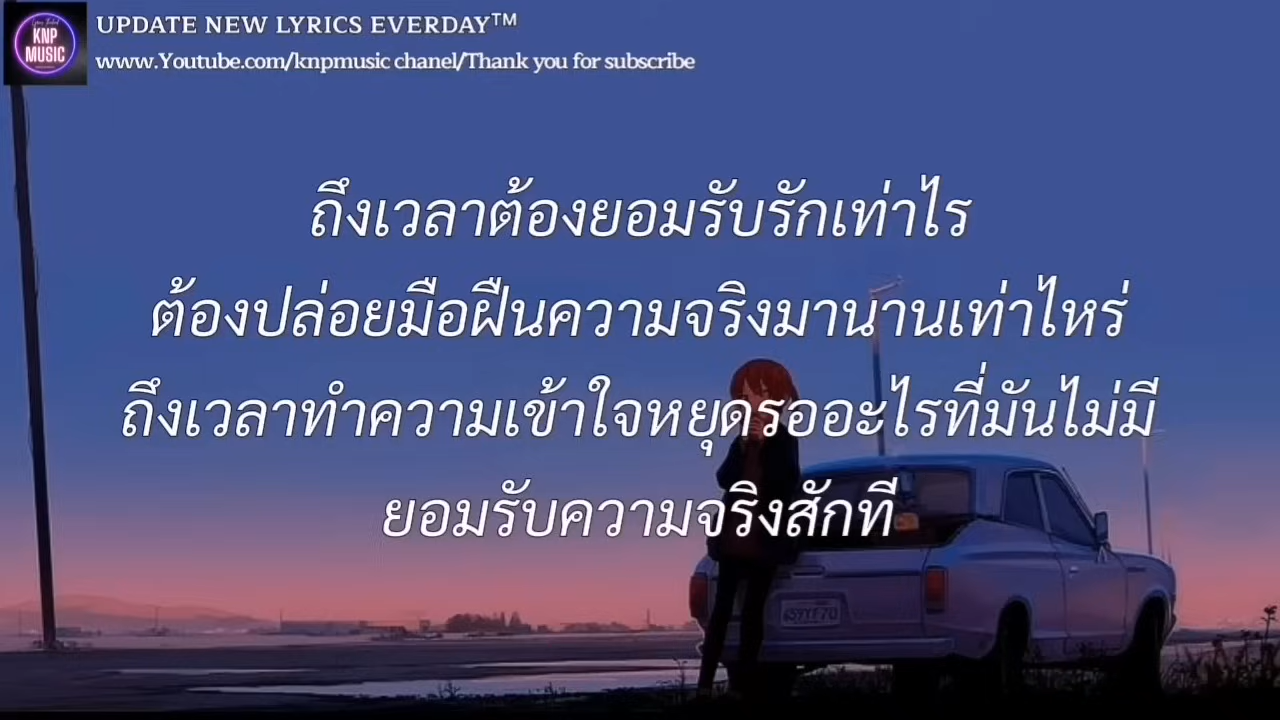 KNP
MUSIC
UPDATE NEW LYRICS EVERDAY™
www.Youtube.com/knpmusic chanel/Thank you for subscribe
ถึงเวลาต้องยอมรับรักเท่าไร
ต้องปล่อยมือฝืนความจริงมานานเท่าไหร่
ถึงเวลาทำความเข้าใจหยุดรออะไรที่มันไม่มี
ยอมรับความจริงสักที